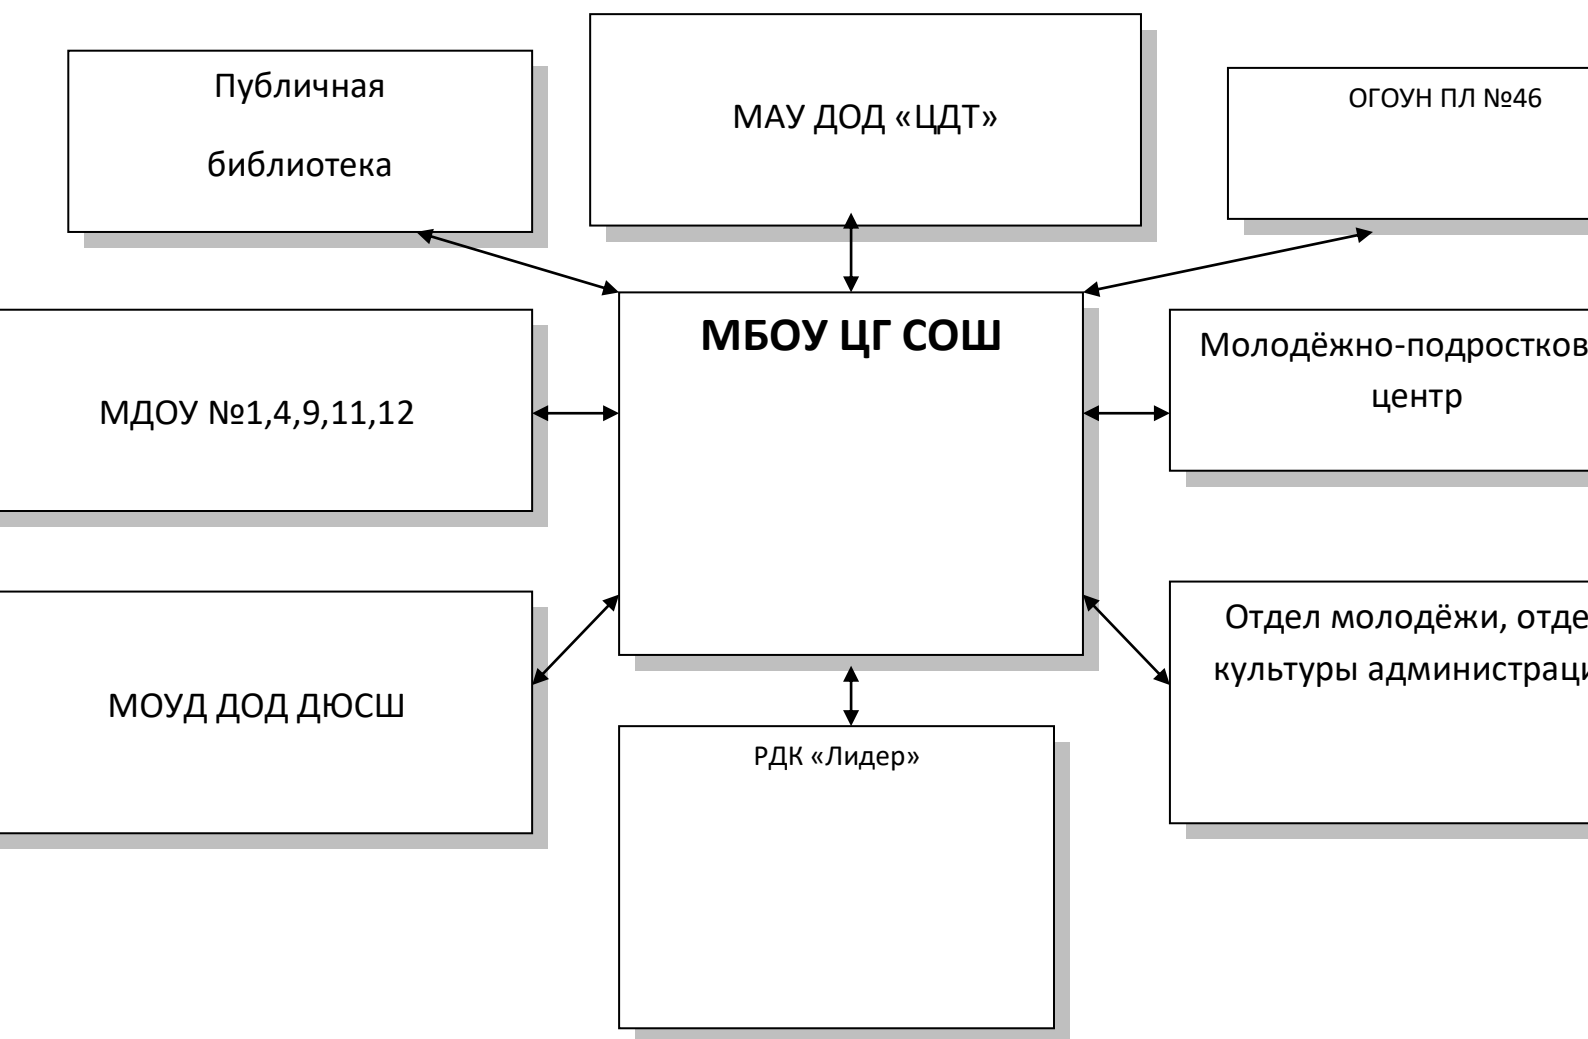 Публичная
библиотека
МАУ ДОД «ЦДТ»
ОГОУН ПЛ №46
МБОУ ЦГ СОШ
МДОУ №1,4,9,11,12
Молодёжно-подростков
центр
МОУД ДОД ДЮСШ
Отдел молодёжи, отде
культуры администраци
РДК «Лидер»